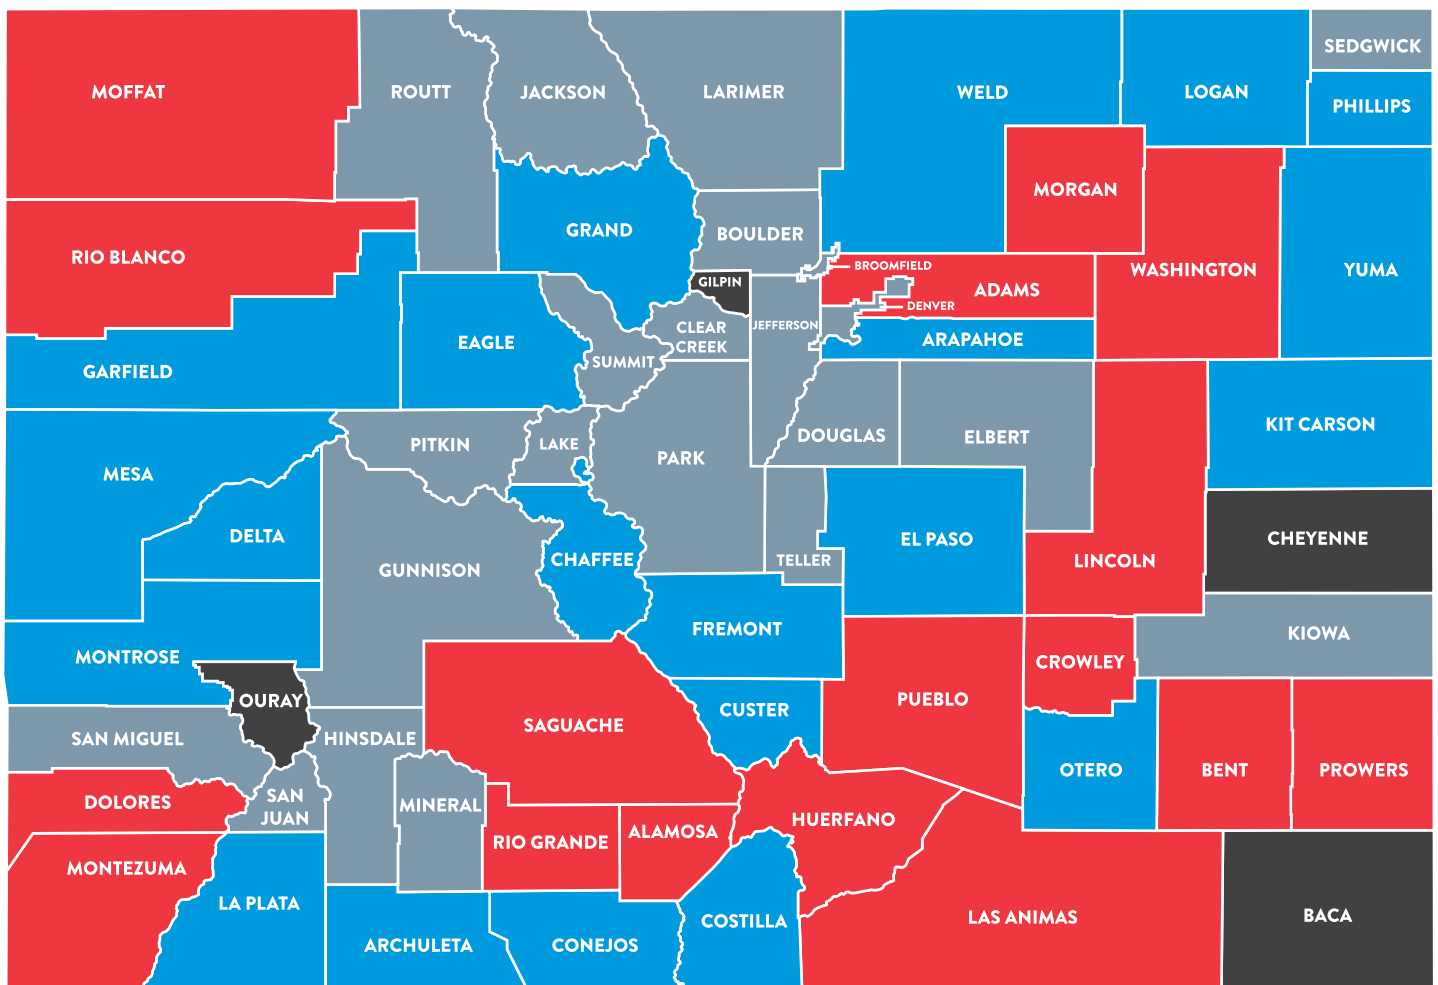 SEDGWICK
MOFFAT
ROUTT
JACKSON
LARIMER
WELD
LOGAN
PHILLIPS
MORGAN
GRAND
BOULDER
RIO BLANCO
BROOMFIELD
WASHINGTON
YUMA
GILPIN
ADAMS
DENVER
JEFFERSON
CLEAR
CREEK
EAGLE
ARAPAHOE
SUMMIT
GARFIELD
KIT CARSON
DOUGLAS
ELBERT
PITKIN
LAKE
PARK
MESA
DELTA
EL PASO
CHEYENNE
CHAFFEE
TELLER
LINCOLN
GUNNISON
FREMONT
KIOWA
MONTROSE
CROWLEY
OURAY
PUEBLO
CUSTER
SAGUACHE
SAN MIGUEL
HINSDALE
OTERO
BENT
PROWERS
DOLORES
SAN
JUAN
MINERAL
HUERFANO
ALAMOSA
RIO GRANDE
MONTEZUMA
LA PLATA
COSTILLA
LAS ANIMAS
BACA
ARCHULETA
CONEJOS